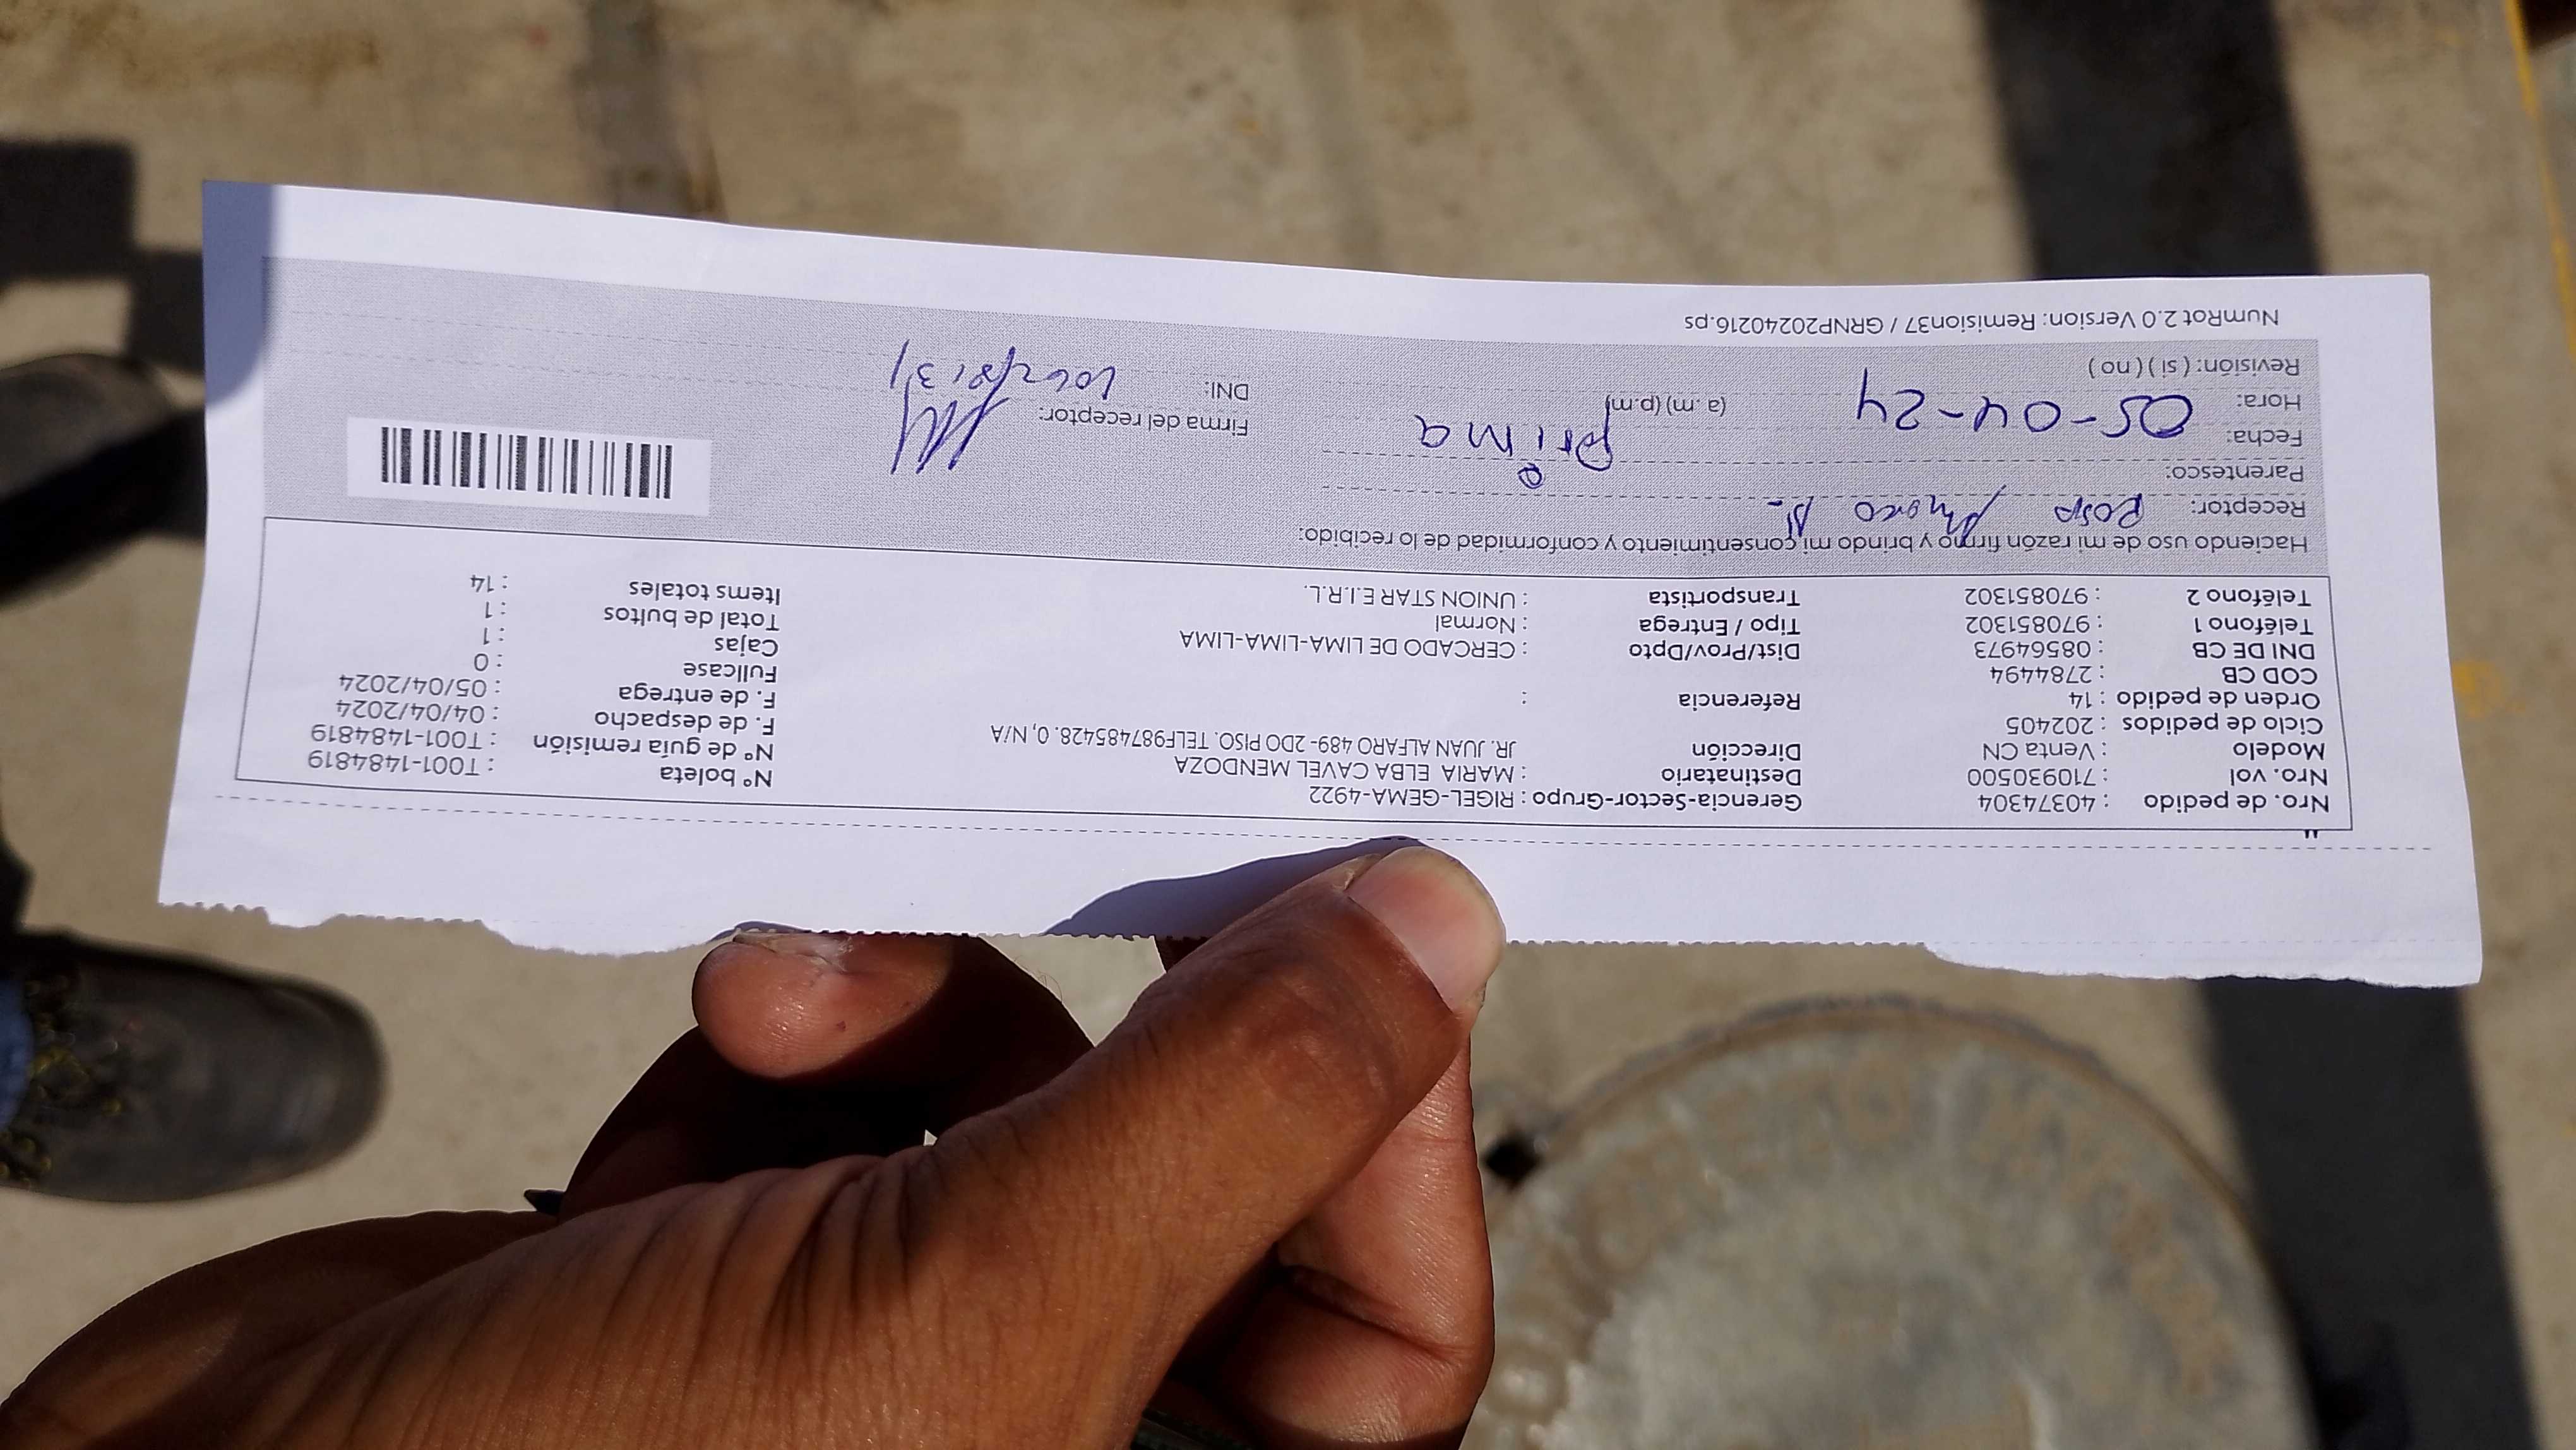 Nro. de pedido : 40374304 Gerencia-Sector-Grupo : RIGEL-GEMA-4922 Nº boleta : T001-1484819
Nro. vol : 710930500 Destinatario : MARIA ELBA CAVEL MENDOZA Nº de guía remisión : T001-1484819
Modelo : Venta CN Dirección JR. JUAN ALFARO 489- 2DO PISO. TELF987485428. 0, N/A F. de despacho : 04/04/2024
Ciclo de pedidos : 202405 F. de entrega : 05/04/2024
Orden de pedido : 14 Referencia : Fullcase : 0
COD CB : 2784494 Cajas : 1
DNI DE CB : 08564973 Dist/Prov/Dpto : CERCADO DE LIMA-LIMA-LIMA Total de bultos : 1
Teléfono 1 : 970851302 Tipo / Entrega : Normal Items totales : 14
Teléfono 2 : 970851302 Transportista : UNION STAR E.I.R.L.
Haciendo uso de mi razón firmo y brindo mi consentimiento y conformidad de lo recibido:
Receptor: Rosa
Parentesco: Prima
Fecha: 05-04-24 Firma del receptor:
Hora: (a. m.) (p.m) DNI:
Revisión: ( si ) ( no )
NumRot 2.0 Version: Remision37 / GRNP20240216.ps